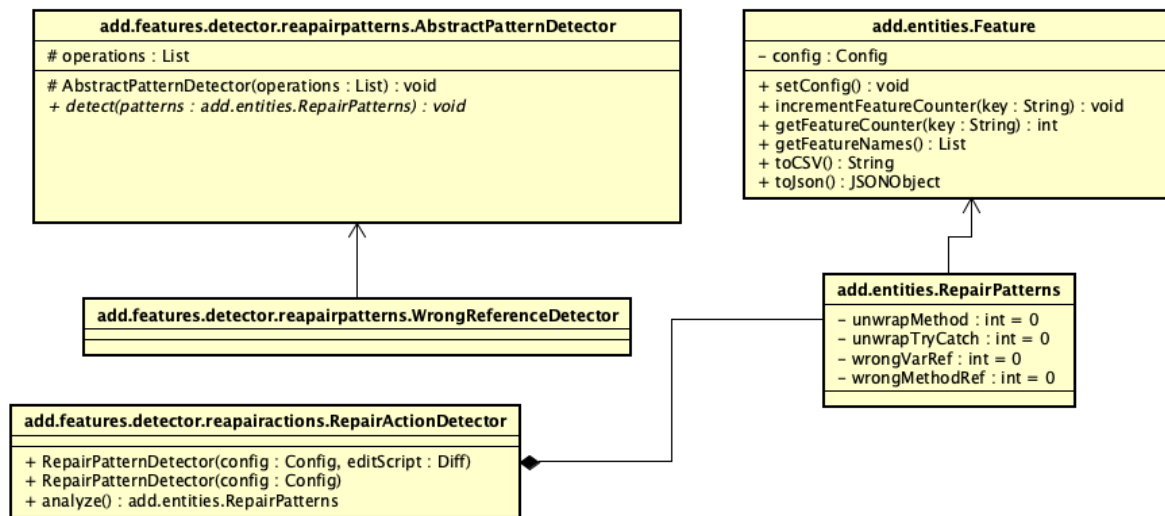 add.features.detector.reapairpatterns.AbstractPatternDetector
# operations : List
# AbstractPatternDetector(operations : List) : void
+ detect(patterns : add.entities.RepairPatterns) : void
add.entities.Feature
– config : Config
+ setConfig() : void
+ incrementFeatureCounter(key : String) : void
+ getFeatureCounter(key : String) : int
+ getFeatureNames() : List
+ toCSV() : String
+ toJson() : JSONObject
add.features.detector.reapairpatterns.WrongReferenceDetector
add.entities.RepairPatterns
– unwrapMethod : int = 0
– unwrapTryCatch : int = 0
– wrongVarRef : int = 0
– wrongMethodRef : int = 0
add.features.detector.reapairactions.RepairActionDetector
+ RepairPatternDetector(config : Config, editScript : Diff)
+ RepairPatternDetector(config : Config)
+ analyze() : add.entities.RepairPatterns